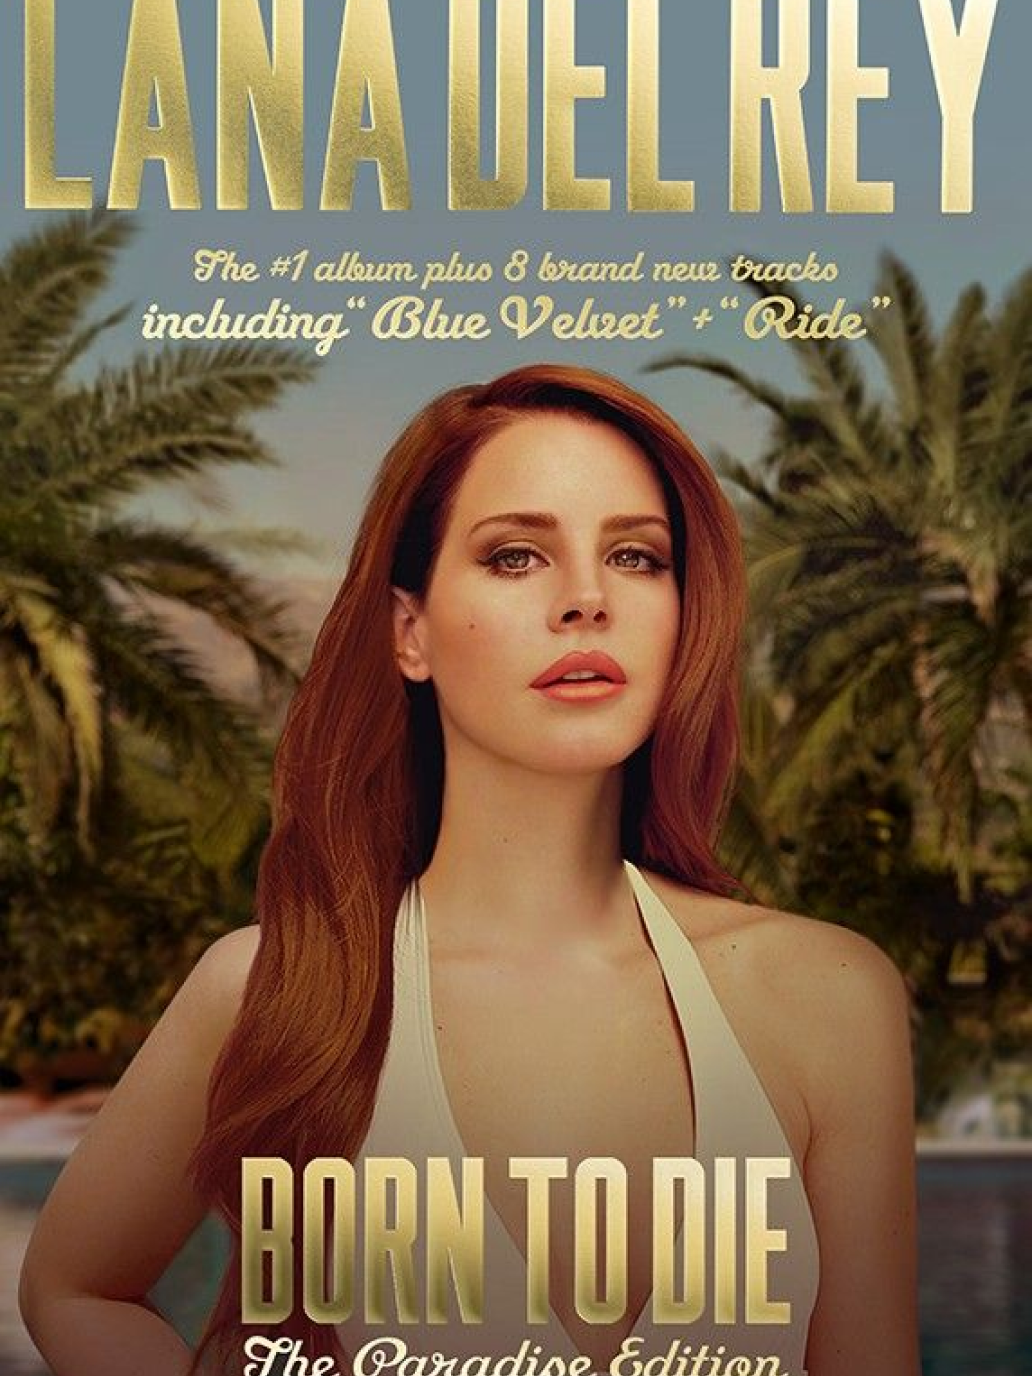 LANA DEL REY
The #1 album plus 8 brand new tracks
including “Blue Velvet” + “Ride”
BORN TO DIE
The Paradise Edition